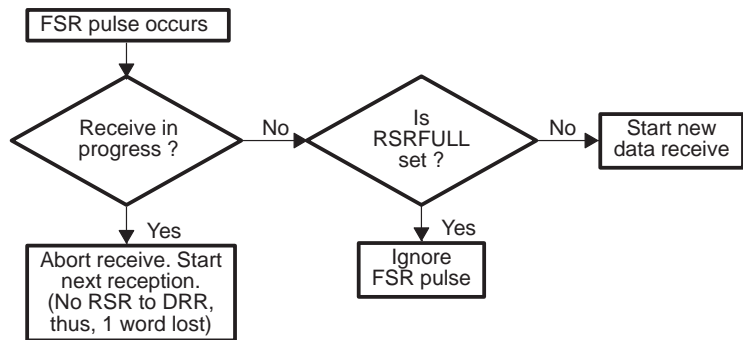 FSR pulse occurs
Receive in
progress ?
No
Is
RSRFULL
set ?
No
Start new
data receive
Yes
Abort receive. Start
next reception.
(No RSR to DRR,
thus, 1 word lost)
Yes
Ignore
FSR pulse